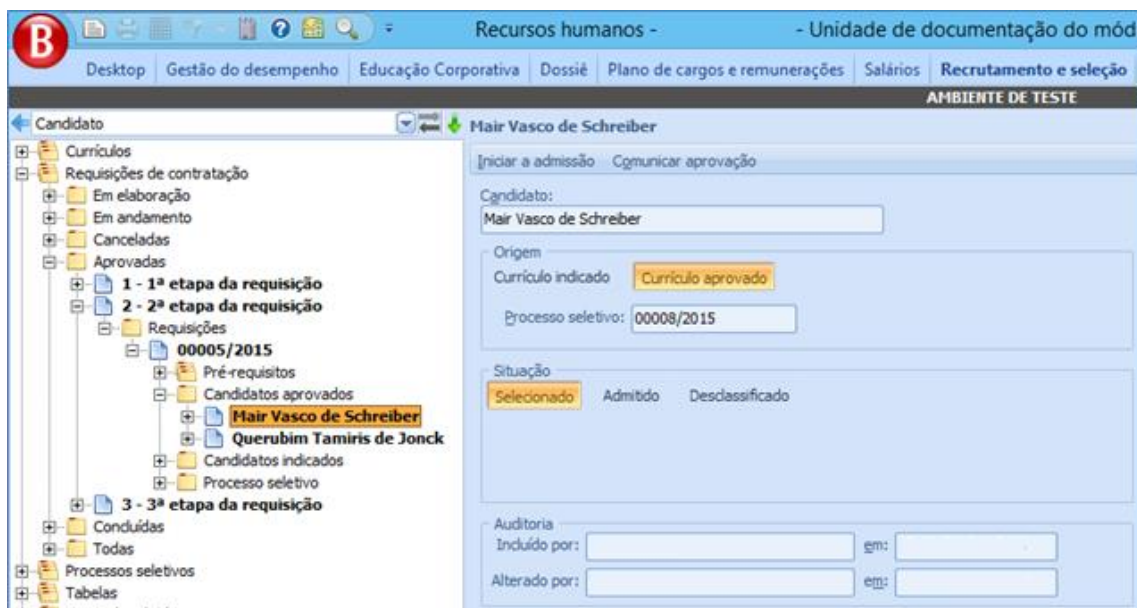 B
Recursos humanos - - Unidade de documentação do mód
Desktop Gestão do desempenho Educação Corporativa Dossiê Plano de cargos e remunerações Salários Recrutamento e seleção
AMBIENTE DE TESTE
Candidato
Currículos
Requisições de contratação
Em elaboração
Em andamento
Canceladas
Aprovadas
1 - 1ª etapa da requisição
2 - 2ª etapa da requisição
Requisições
00005/2015
Pré-requisitos
Candidatos aprovados
Mair Vasco de Schreiber
Querubim Tamiris de Jonck
Candidatos indicados
Processo seletivo
3 - 3ª etapa da requisição
Concluídas
Todas
Processos seletivos
Tabelas
Mair Vasco de Schreiber
Iniciar a admissão Comunicar aprovação
Candidato:
Mair Vasco de Schreiber
Origem
Currículo indicado Currículo aprovado
Processo seletivo: 00008/2015
Situação
Selecionado Admitido Desclassificado
Auditoria
Incluído por: em:
Alterado por: em: